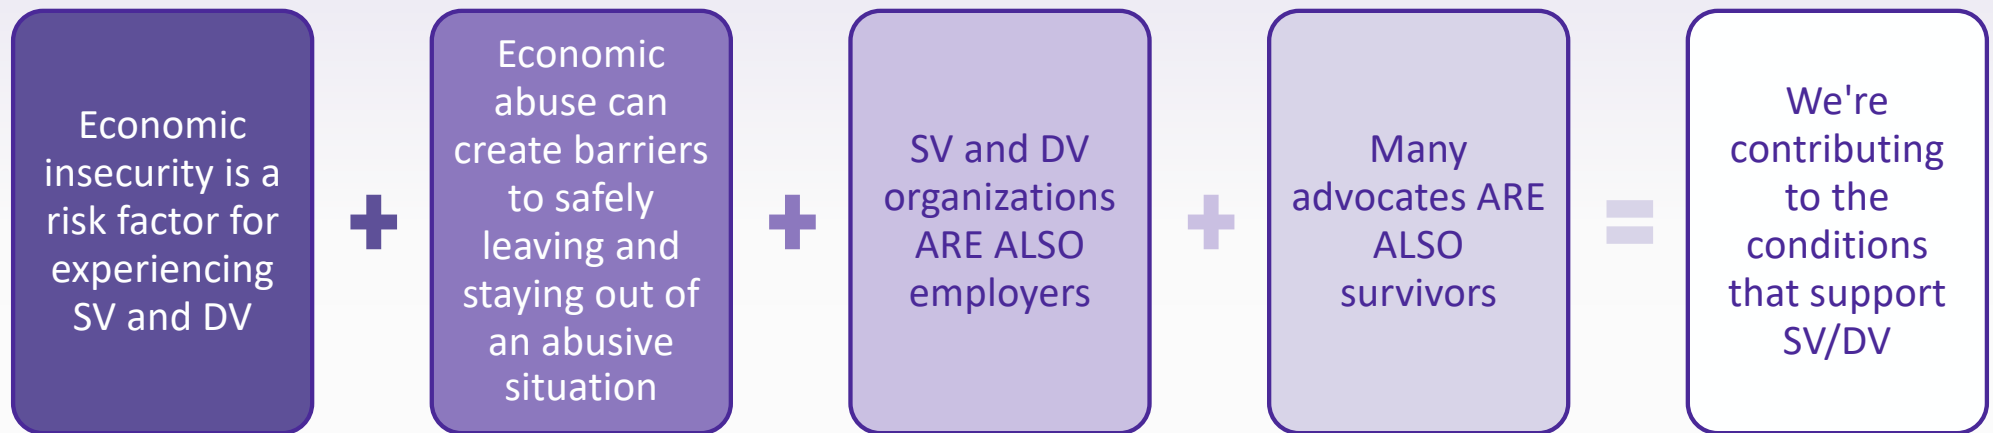 Economic
insecurity is a
risk factor for
experiencing
SV and DV
+
Economic
abuse can
create barriers
to safely
leaving and
staying out of
an abusive
situation
+
SV and DV
organizations
ARE ALSO
employers
+
Many
advocates ARE
ALSO
survivors
=
We're
contributing
to the
conditions
that support
SV/DV